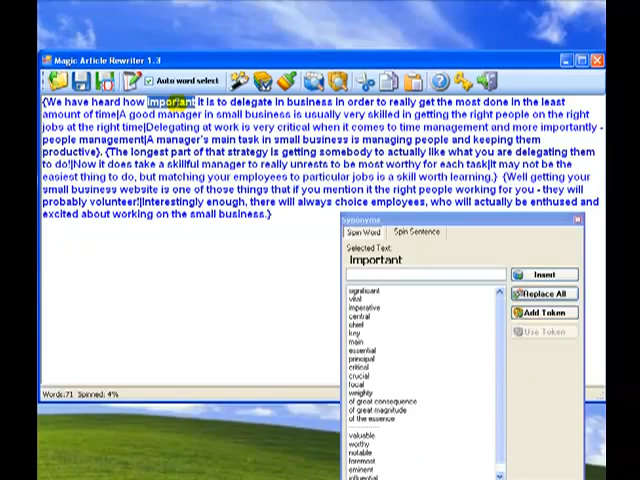 Magic Article Rewriter 1.3
Auto word select
{We have heard how important it is to delegate in business in order to really get the most done in the least
amount of time|A good manager in small business is usually very skilled in getting the right people on the right
jobs at the right time|Delegating at work is very critical when it comes to time management and more importantly -
people management|A manager's main task in small business is managing people and keeping them
productive}, {The longest part of that strategy is getting somebody to actually like what you are delegating them
to do!|Now it does take a skillful manager to really unrests to be most worthy for each task|It may not be the
easiest thing to do, but matching your employees to particular jobs is a skill worth learning.} {Well getting your
small business website is one of those things that if you mention it the right people working for you - they will
probably volunteer!|Interestingly enough, there will always choice employees, who will actually be enthused and
excited about working on the small business.}
Synonyms
Spin Word Spin Sentence
Selected Text:
Important
Insert
Replace All
Add Token
Use Token
significant
vital
imperative
central
chief
key
main
essential
principal
critical
crucial
focal
weighty
of great consequence
of great magnitude
of the essence
valuable
worthy
notable
foremost
eminent
influential
Words:71 Spinned: 4%